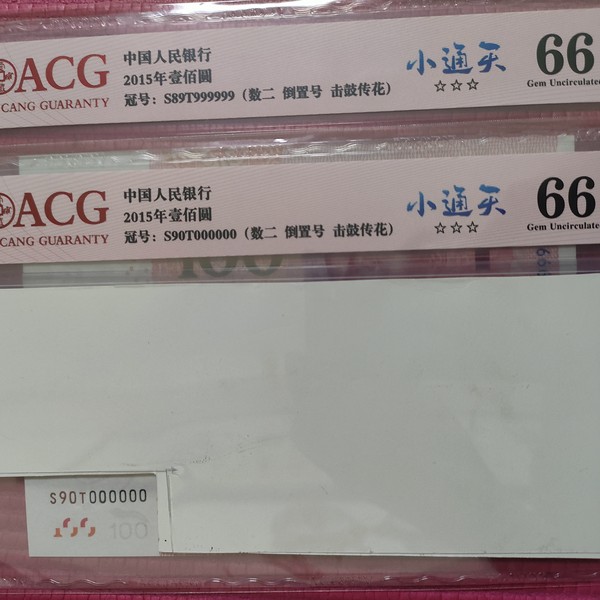 ACG
CANG GUARANTY
中国人民银行
2015年壹佰圆
冠号：S89T999999（数二 倒置号 击鼓传花）
小通天
☆☆☆
66
Gem Uncirculated
ACG
CANG GUARANTY
中国人民银行
2015年壹佰圆
冠号：S90T000000（数二 倒置号 击鼓传花）
小通天
☆☆☆
66
Gem Uncirculated
100
S90T000000
100